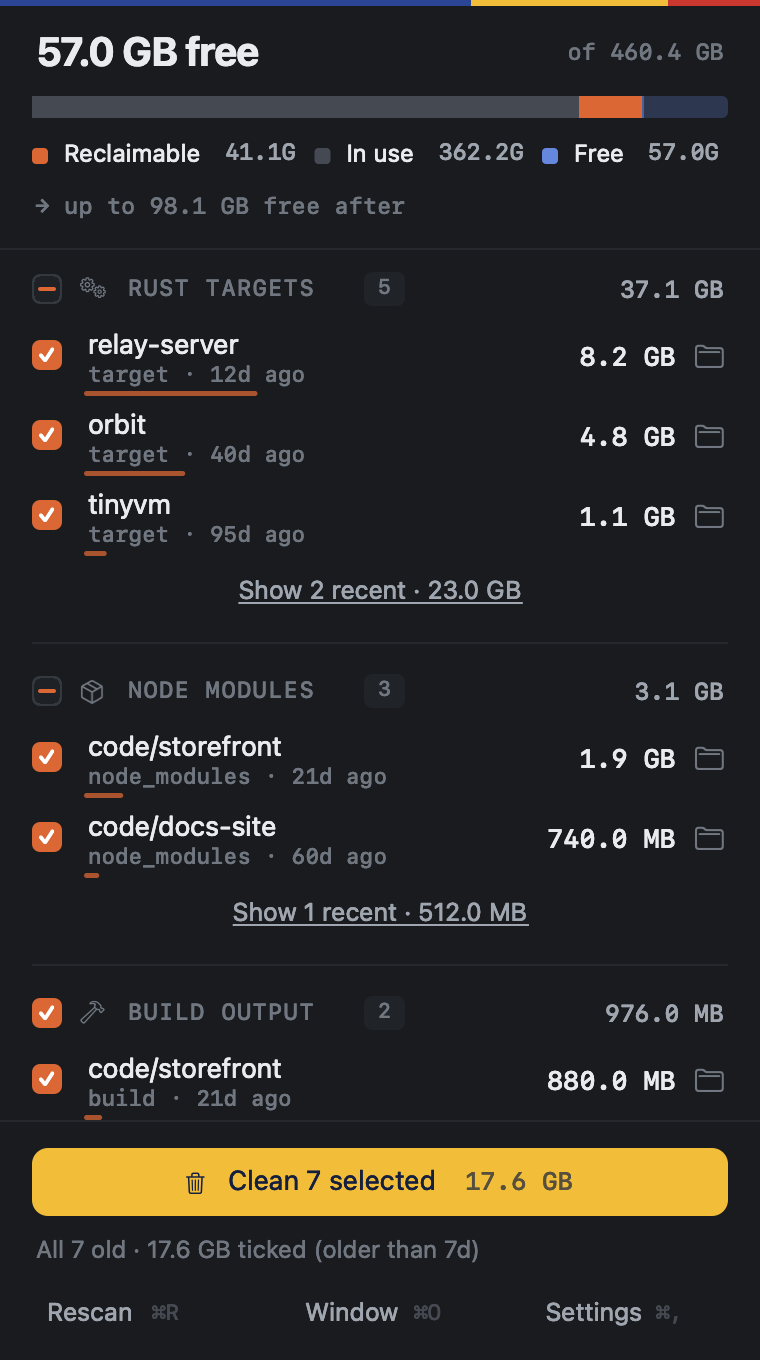 57.0 GB free of 460.4 GB
Reclaimable 41.1G In use 362.2G Free 57.0G
→ up to 98.1 GB free after
RUST TARGETS 5 37.1 GB
relay-server 8.2 GB
target · 12d ago
orbit 4.8 GB
target · 40d ago
tinyvm 1.1 GB
target · 95d ago
Show 2 recent · 23.0 GB
NODE MODULES 3 3.1 GB
code/storefront 1.9 GB
node_modules · 21d ago
code/docs-site 740.0 MB
node_modules · 60d ago
Show 1 recent · 512.0 MB
BUILD OUTPUT 2 976.0 MB
code/storefront 880.0 MB
build · 21d ago
Clean 7 selected 17.6 GB
All 7 old · 17.6 GB ticked (older than 7d)
Rescan ⌘R Window ⌘O Settings ⌘,